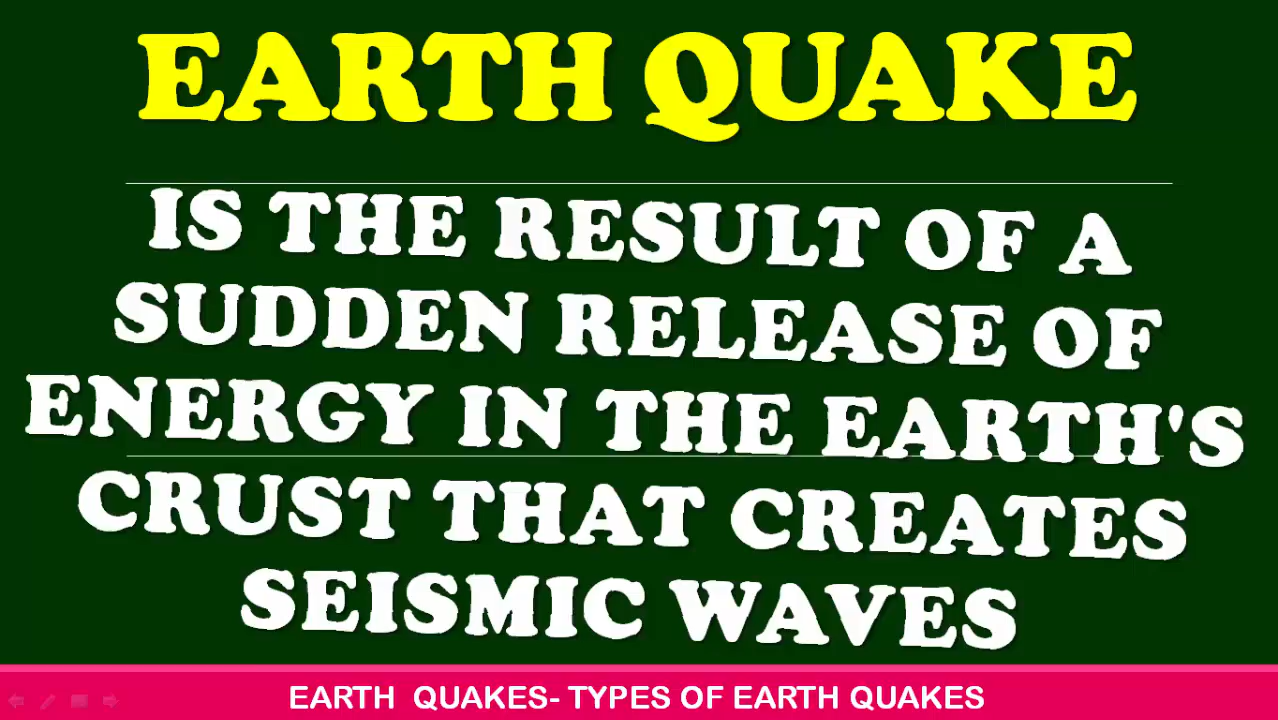 EARTH QUAKE
IS THE RESULT OF A
SUDDEN RELEASE OF
ENERGY IN THE EARTH'S
CRUST THAT CREATES
SEISMIC WAVES
EARTH  QUAKES- TYPES OF EARTH QUAKES